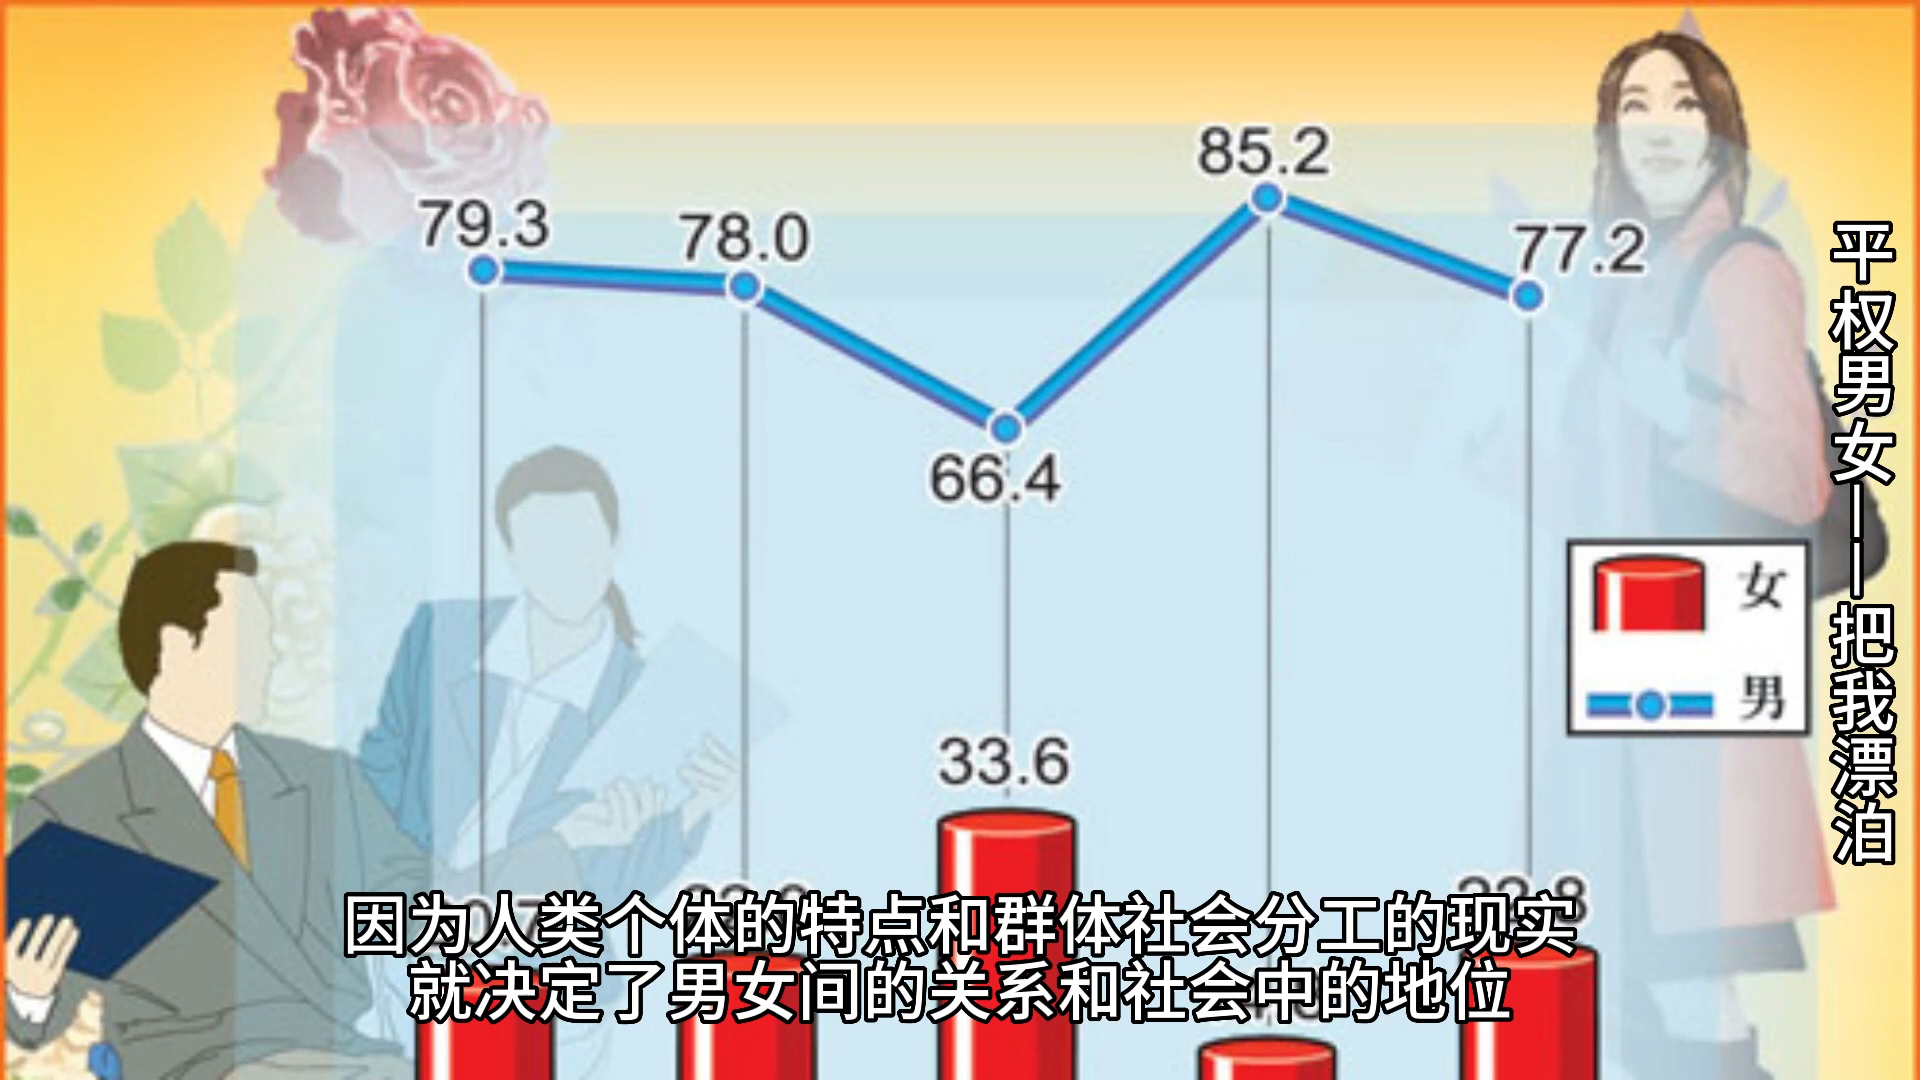 85.2
79.3
78.0
77.2
66.4
女
男
33.6
因为人类个体的特点和群体社会分工的现实
就决定了男女间的关系和社会中的地位
平权男女——把我漂泊